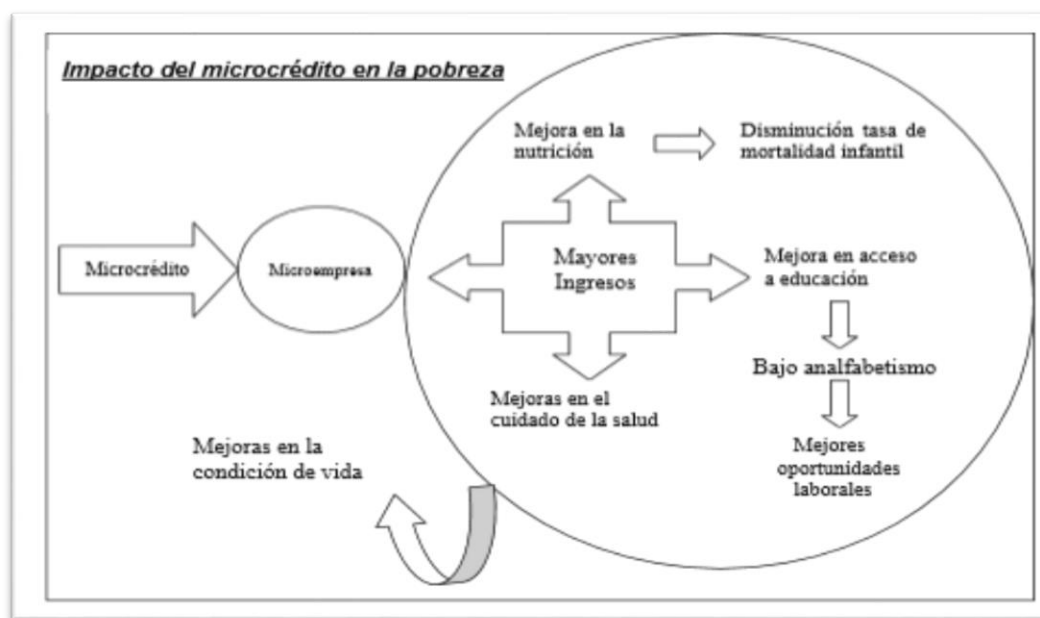 Impacto del microcrédito en la pobreza
Mejora en la
nutrición
Disminución tasa de
mortalidad infantil
Microcrédito
Microempresa
Mayores
Ingresos
Mejora en acceso
a educación
Bajo analfabetismo
Mejoras en el
cuidado de la salud
Mejores
oportunidades
laborales
Mejoras en la
condición de vida